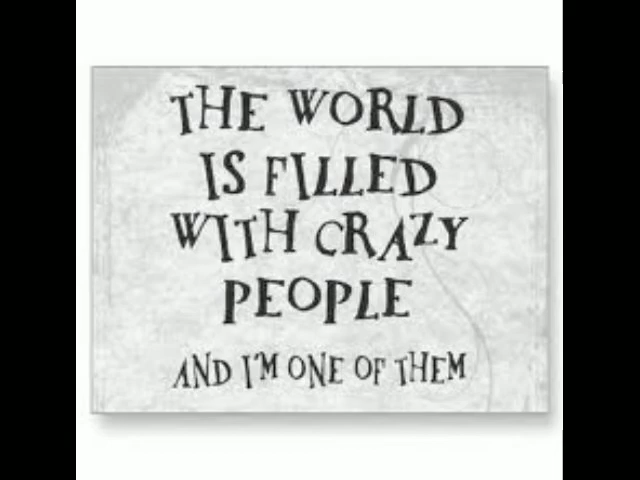 THE WORLD
IS FILLED
WITH CRAZY
PEOPLE
AND I'M ONE OF THEM